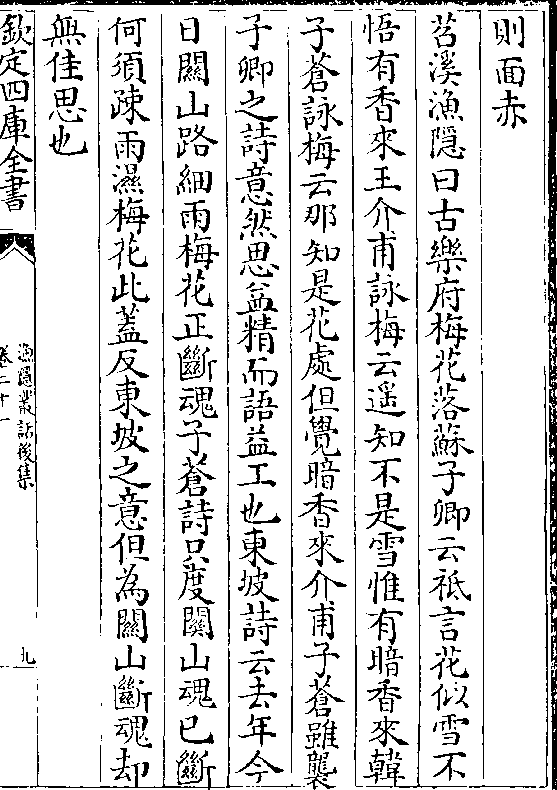 則面赤
苕溪漁隠曰古樂府梅花落蘇子卿云祗言花似雪不
悟有香來王介甫詠梅云遥知不是雪惟有暗香來韓
子蒼詠梅云那知是花處但覺暗香來介甫子蒼雖襲
子卿之詩意然思益精而語益工也東坡詩云去年今
日關山路細雨梅花正斷魂子蒼詩只度關山魂已斷
何須疎雨濕梅花此蓋反東坡之意但為關山斷魂却
無佳思也
欽定四庫全書
漁隱叢話後集
卷二十一
九